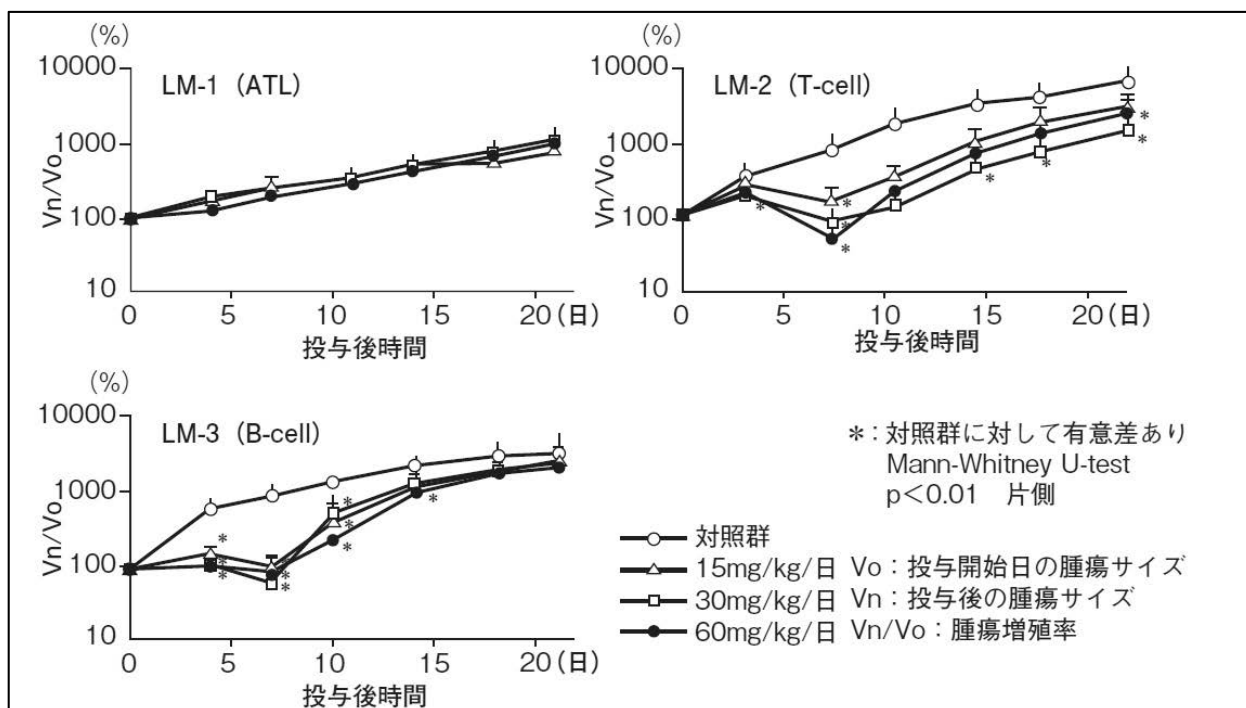 (%)
10000
1000
100
10
Vn/Vo
LM-1（ATL）
0 5 10 15 20(日)
投与後時間
(%)
10000
1000
100
10
Vn/Vo
LM-2（T-cell）
* * * * * * * *
0 5 10 15 20(日)
投与後時間
(%)
10000
1000
100
10
Vn/Vo
LM-3（B-cell）
* * * * * * * * * *
0 5 10 15 20(日)
投与後時間
*：対照群に対して有意差あり
Mann-Whitney U-test
p＜0.01 片側
対照群
15mg/kg/日 Vo：投与開始日の腫瘍サイズ
30mg/kg/日 Vn：投与後の腫瘍サイズ
60mg/kg/日 Vn/Vo：腫瘍増殖率